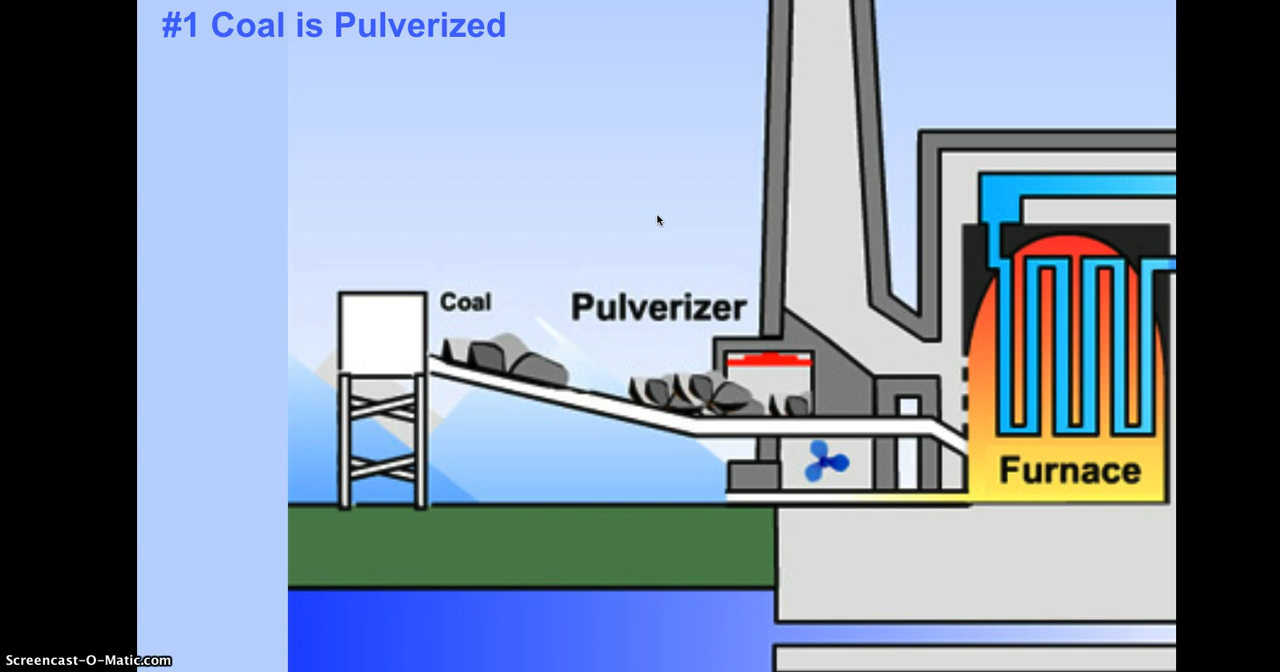 #1 Coal is Pulverized
Coal
Pulverizer
Furnace
Screencast-O-Matic.com